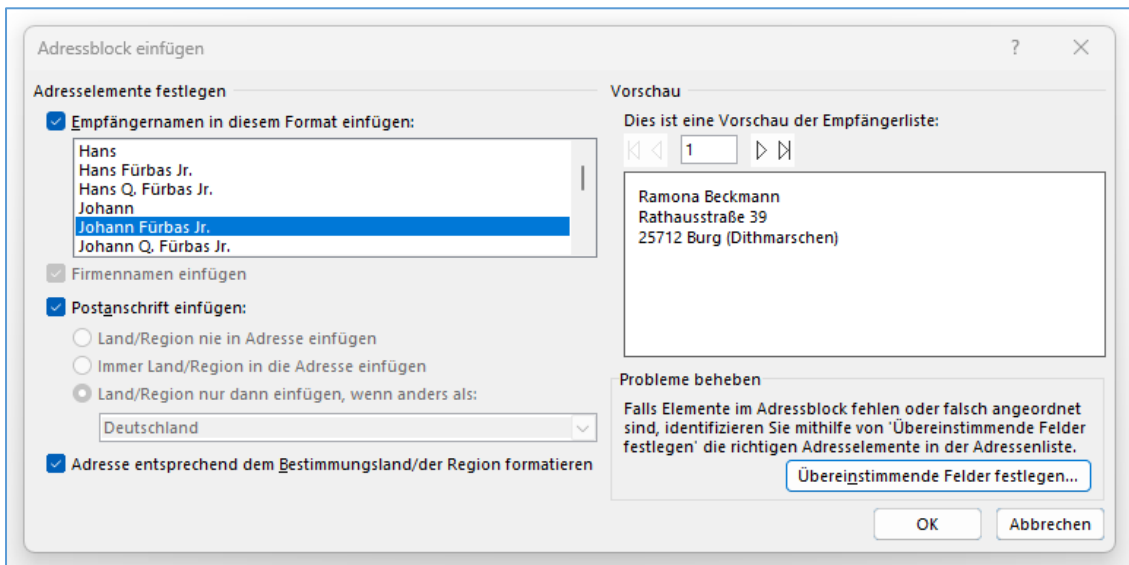 Adressblock einfügen
?
Adresselemente festlegen
Empfängernamen in diesem Format einfügen:
Hans
Hans Fürbas Jr.
Hans Q. Fürbas Jr.
Johann
Johann Fürbas Jr.
Johann Q. Fürbas Jr.
Firmennamen einfügen
Postanschrift einfügen:
Land/Region nie in Adresse einfügen
Immer Land/Region in die Adresse einfügen
Land/Region nur dann einfügen, wenn anders als:
Deutschland
Adresse entsprechend dem Bestimmungsland/der Region formatieren
Vorschau
Dies ist eine Vorschau der Empfängerliste:
1
Ramona Beckmann
Rathausstraße 39
25712 Burg (Dithmarschen)
Probleme beheben
Falls Elemente im Adressblock fehlen oder falsch angeordnet
sind, identifizieren Sie mithilfe von 'Übereinstimmende Felder
festlegen' die richtigen Adresselemente in der Adressenliste.
Übereinstimmende Felder festlegen...
OK
Abbrechen